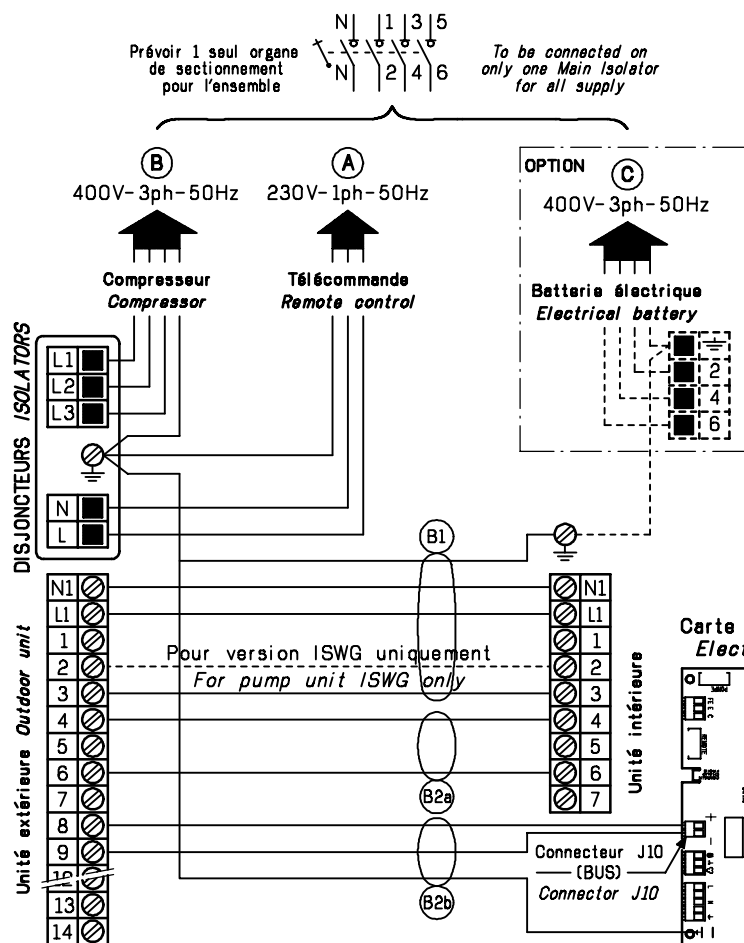 N 1 3 5
Prévoir 1 seul organe
de sectionnement
pour l'ensemble
N 2 4 6
To be connected on
only one Main Isolator
for all supply
B
400V-3ph-50Hz
A
230V-1ph-50Hz
OPTION
C
400V-3ph-50Hz
Compresseur
Compressor
Télécommande
Remote control
Batterie électrique
Electrical battery
2
4
6
DISJONCTEURS ISOLATORS
L1
L2
L3
N
L
B1
Unité extérieure Outdoor unit
N1
L1
1
2
3
4
5
6
7
8
9
12
13
14
Pour version ISWG uniquement
For pump unit ISWG only
B2a
B2b
N1
L1
1
2
3
4
5
6
7
Unité intérieure
Carte
Elect
REMOTE
+
-
Connecteur J10
(BUS)
Connector J10